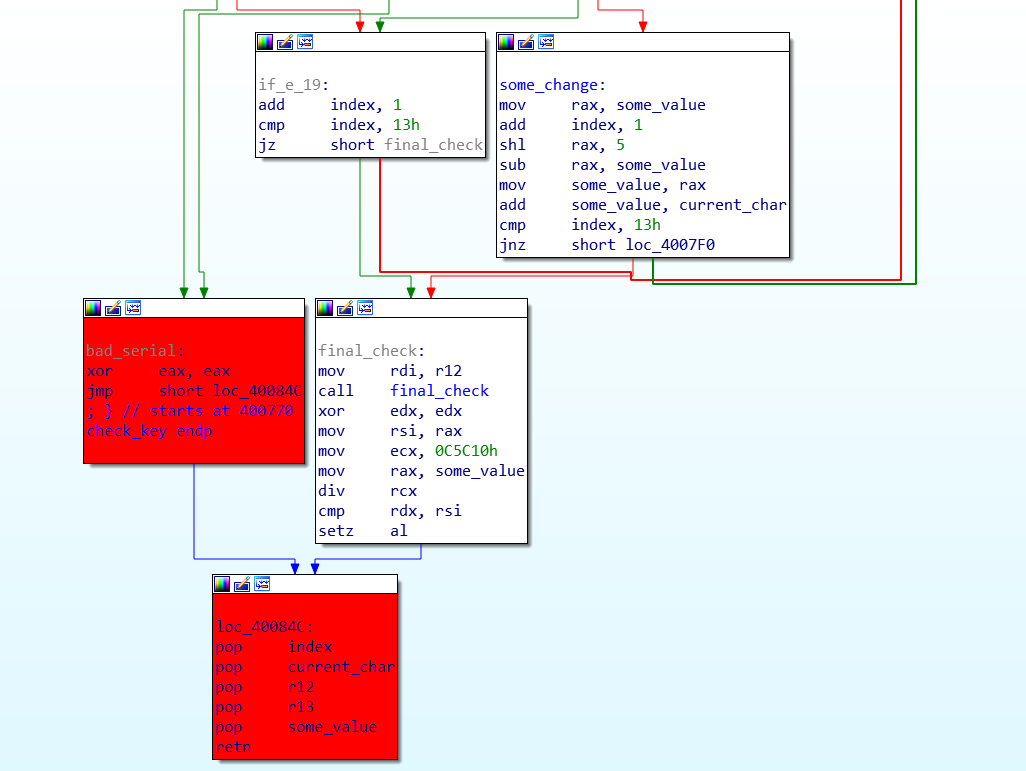 if_e_19:
add index, 1
cmp index, 13h
jz short final_check
some_change:
mov rax, some_value
add index, 1
shl rax, 5
sub rax, some_value
mov some_value, rax
add some_value, current_char
cmp index, 13h
jnz short loc_4007F0
bad_serial:
xor eax, eax
jmp short loc_40084C
; } // starts at 400770
check_key endp
final_check:
mov rdi, r12
call final_check
xor edx, edx
mov rsi, rax
mov ecx, 0C5C10h
mov rax, some_value
div rcx
cmp rdx, rsi
setz al
loc_40084C:
pop index
pop current_char
pop r12
pop r13
pop some_value
retn